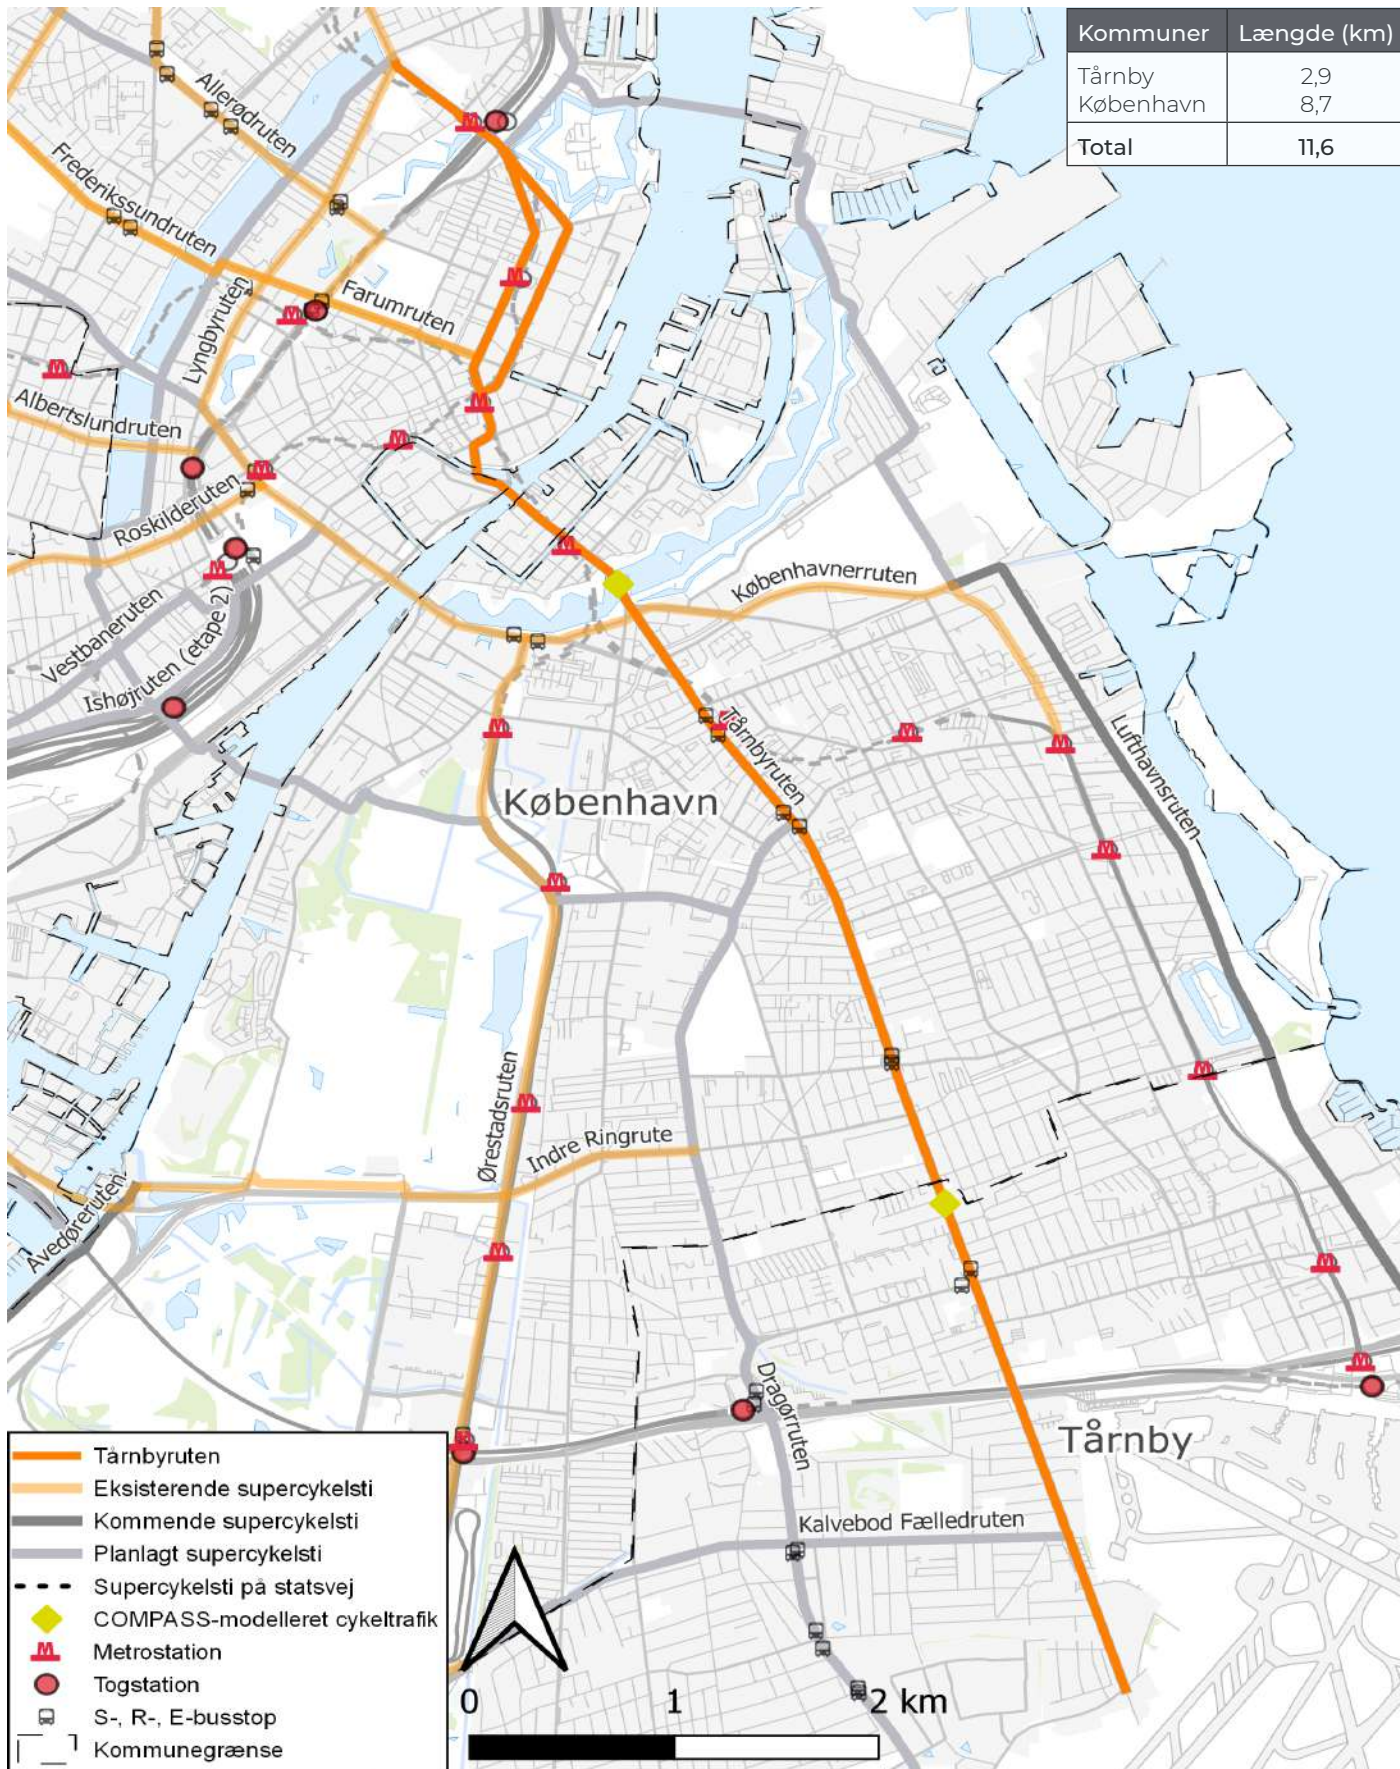 Kommuner Længde (km)
Tårnby 2,9
København 8,7
Total 11,6
Allerødruten
Frederikssundruten
Farumruten
Lyngbyruten
Albertslundruten
Roskilderuten
Københavnerruten
Vestbaneruten
Ishøjruten (etape 2)
Tårnbyruten
Lufthavnsruten
København
Ørestadsruten
Indre Ringrute
Avedøreruten
Dragørruten
Tårnby
Kalvebod Fælledruten
Tårnbyruten
Eksisterende supercykelsti
Kommende supercykelsti
Planlagt supercykelsti
Supercykelsti på statsvej
COMPASS-modelleret cykeltrafik
Metrostation
Togstation
S-, R-, E-busstop
Kommunegrænse
0 1 2 km